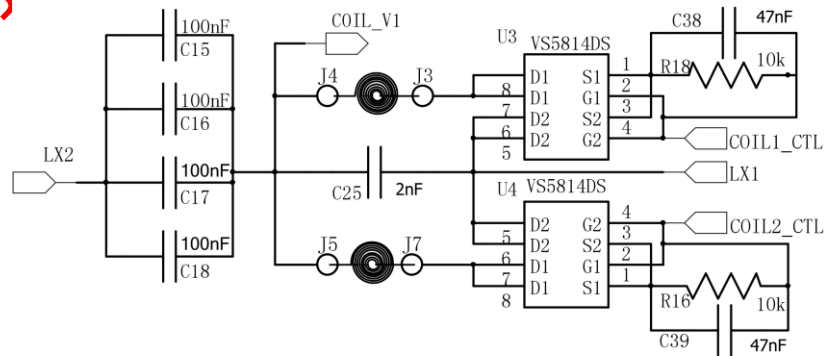 COIL_V1
U3
VS5814DS
C38
47nF
100nF
C15
100nF
C16
LX2
100nF
C17
100nF
C18
J4
J3
D1
S1
1
8
D1
G1
2
7
D2
S2
3
6
D2
G2
4
5
R18
10k
COIL1_CTL
C25
2nF
LX1
U4
VS5814DS
D2
G2
4
5
D2
S2
3
6
D1
G1
2
7
D1
S1
1
8
COIL2_CTL
J5
J7
R16
10k
C39
47nF